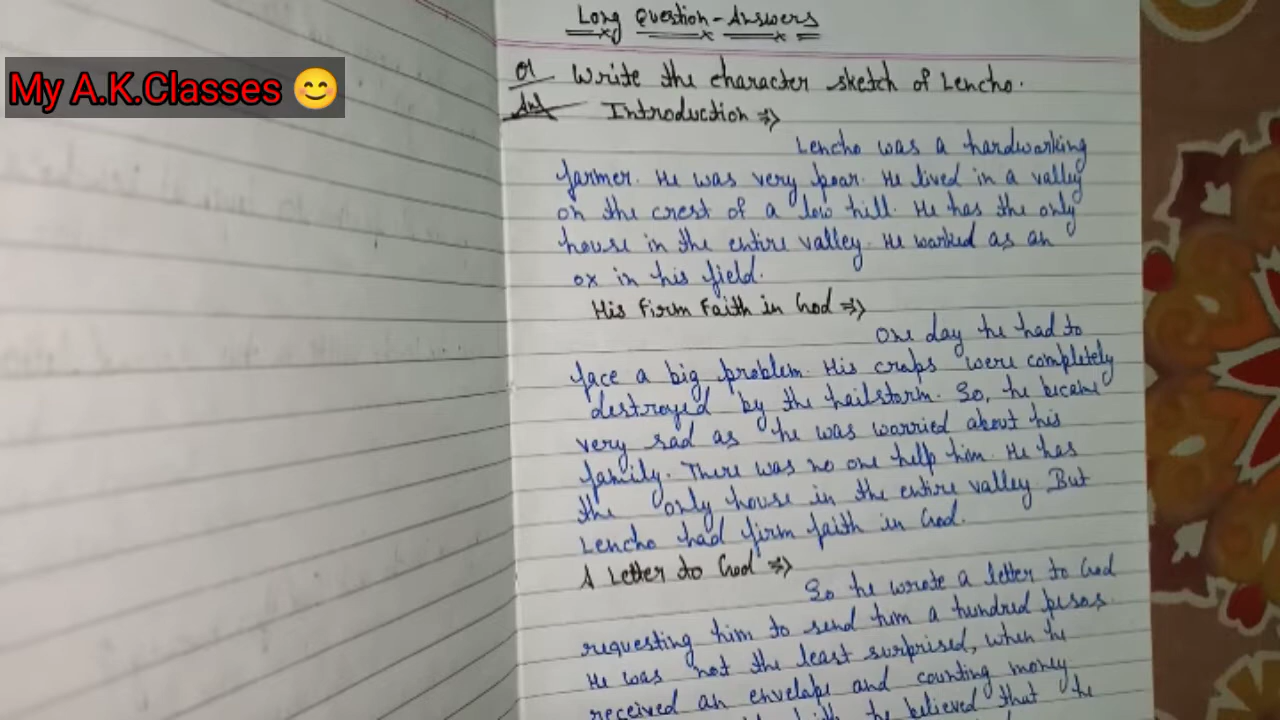 Long Question-Answers
My A.K.Classes 😊
Q1 Write the character sketch of Lencho.
Ans Introduction ⇒
Lencho was a hardworking
farmer. He was very poor. He lived in a valley
on the crest of a low hill. He has the only
house in the entire valley. He worked as an
ox in his field.
His Firm Faith in God ⇒
One day he had to
face a big problem. His crops were completely
destroyed by the hailstorm. So, he became
very sad as he was worried about his
family. There was no one help him. He has
the only house in the entire valley. But
Lencho had firm faith in God.
A Letter to God ⇒
So he wrote a letter to God
requesting him to send him a hundred pesos.
He was not the least surprised, when he
received an envelope and counting money
he believed that he